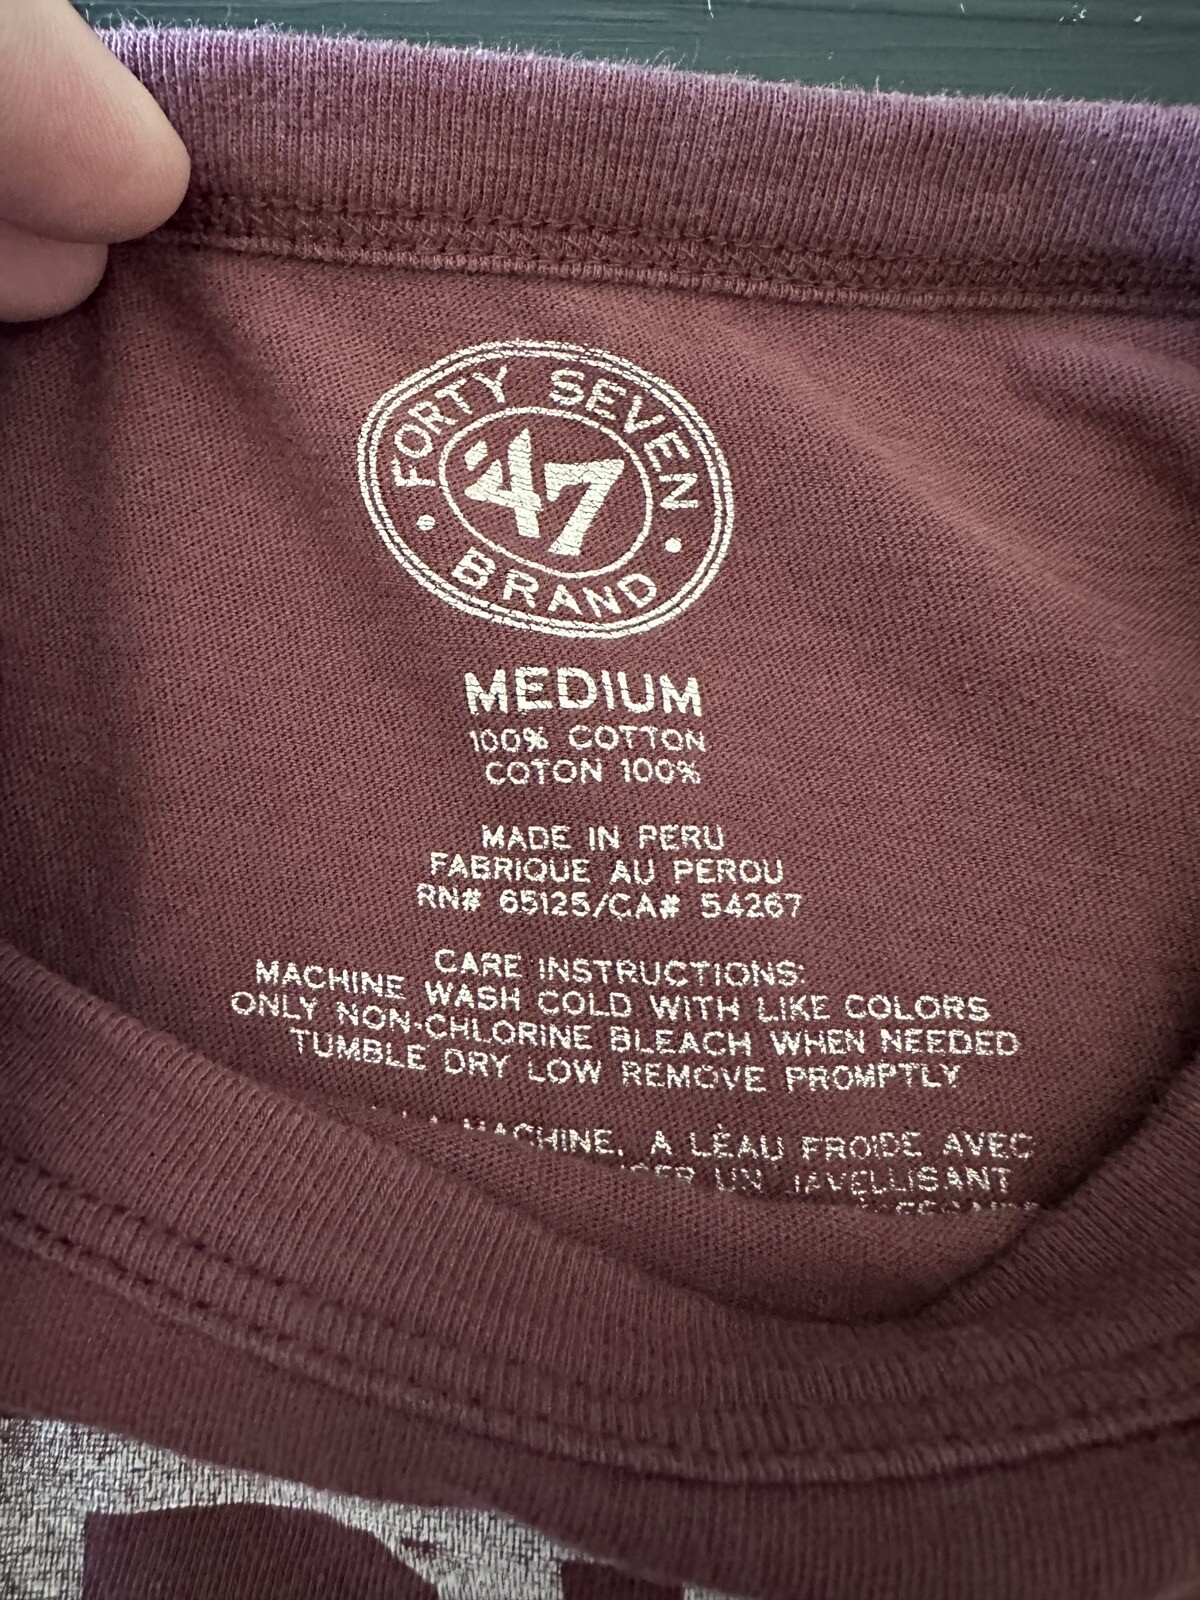 FORTY SEVEN
'47
BRAND
MEDIUM
100% COTTON
COTON 100%
MADE IN PERU
FABRIQUE AU PEROU
RN# 65125/CA# 54267
CARE INSTRUCTIONS:
MACHINE WASH COLD WITH LIKE COLORS
ONLY NON-CHLORINE BLEACH WHEN NEEDED
TUMBLE DRY LOW REMOVE PROMPTLY
MACHINE, A LÉAU FROIDE AVEC
UN JAVELLISANT